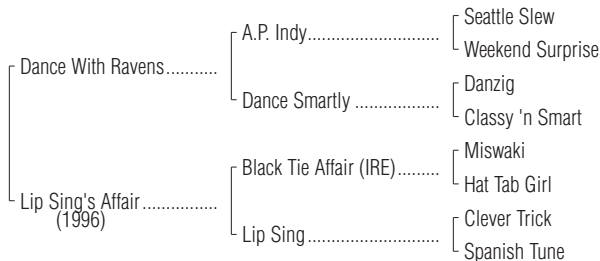 Seattle Slew
A.P. Indy..............................
Weekend Surprise
Dance With Ravens...........
Danzig
Dance Smartly ...................
Classy 'n Smart
Miswaki
Black Tie Affair (IRE).........
Hat Tab Girl
Lip Sing's Affair................
(1996)
Clever Trick
Lip Sing..............................
Spanish Tune